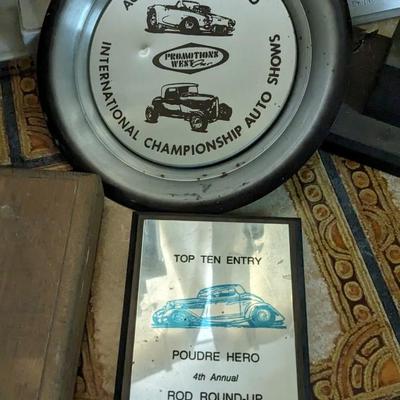 PROMOTIONS
WEST
INTERNATIONAL CHAMPIONSHIP AUTO SHOWS
TOP TEN ENTRY
POUDRE HERO
4th Annual
ROD ROUND-UP